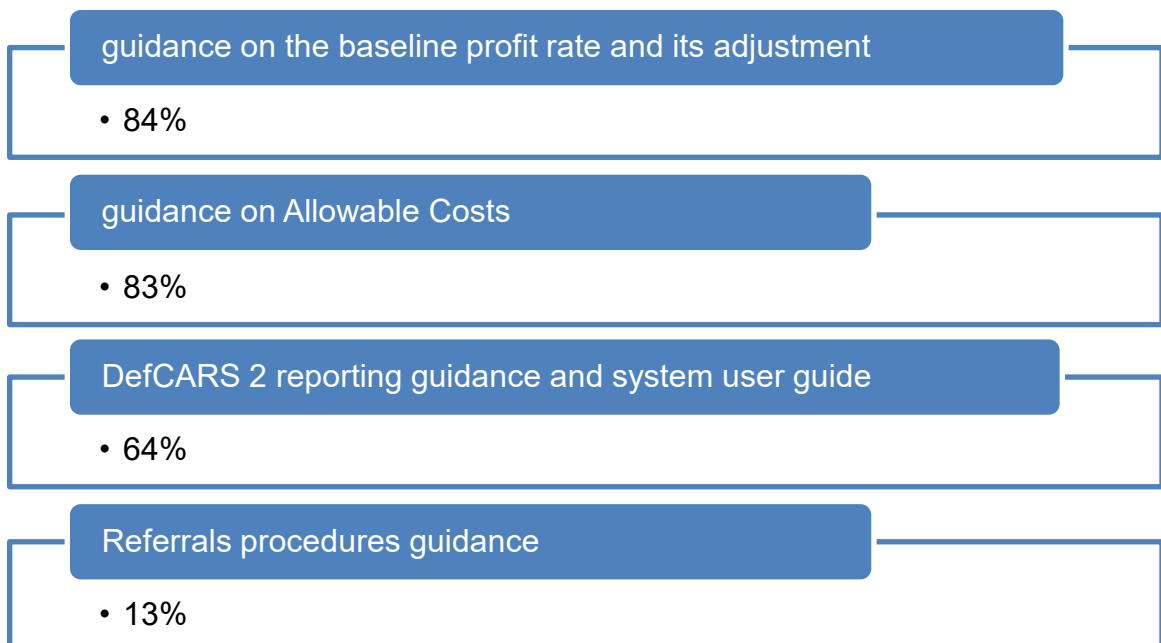 guidance on the baseline profit rate and its adjustment
• 84%
guidance on Allowable Costs
• 83%
DefCARS 2 reporting guidance and system user guide
• 64%
Referrals procedures guidance
• 13%